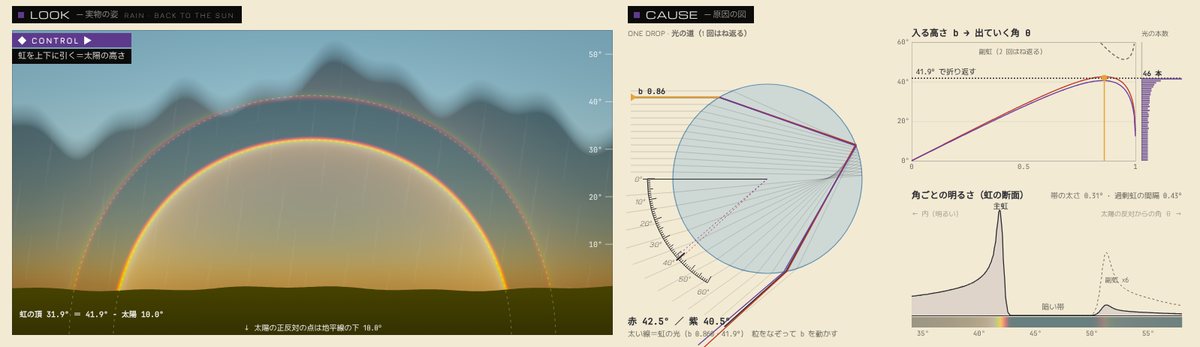 LOOK — 実物の姿 RAIN · BACK TO THE SUN
◆ CONTROL ▶
虹を上下に引く＝太陽の高さ
50°
40°
30°
20°
10°
虹の頂 31.9° ＝ 41.9° - 太陽 10.0°
↓ 太陽の正反対の点は地平線の下 10.0°
CAUSE — 原因の図
ONE DROP · 光の道（1 回はね返る）
b 0.86
0°
10°
20°
30°
40°
50°
60°
赤 42.5° ／ 紫 40.5°
太い線＝虹の光（b 0.860・41.9°） 粒をなぞって b を動かす
入る高さ b → 出ていく角 θ
光の本数
60°
副虹（2 回はね返る）
41.9° で折り返す
46 本
40°
20°
0°
0
0.5
1
角ごとの明るさ（虹の断面）
帯の太さ 0.31° · 過剰虹の間隔 0.43°
← 内（明るい）
主虹
太陽の反対からの角 θ →
副虹 ×6
暗い帯
35°
40°
45°
50°
55°